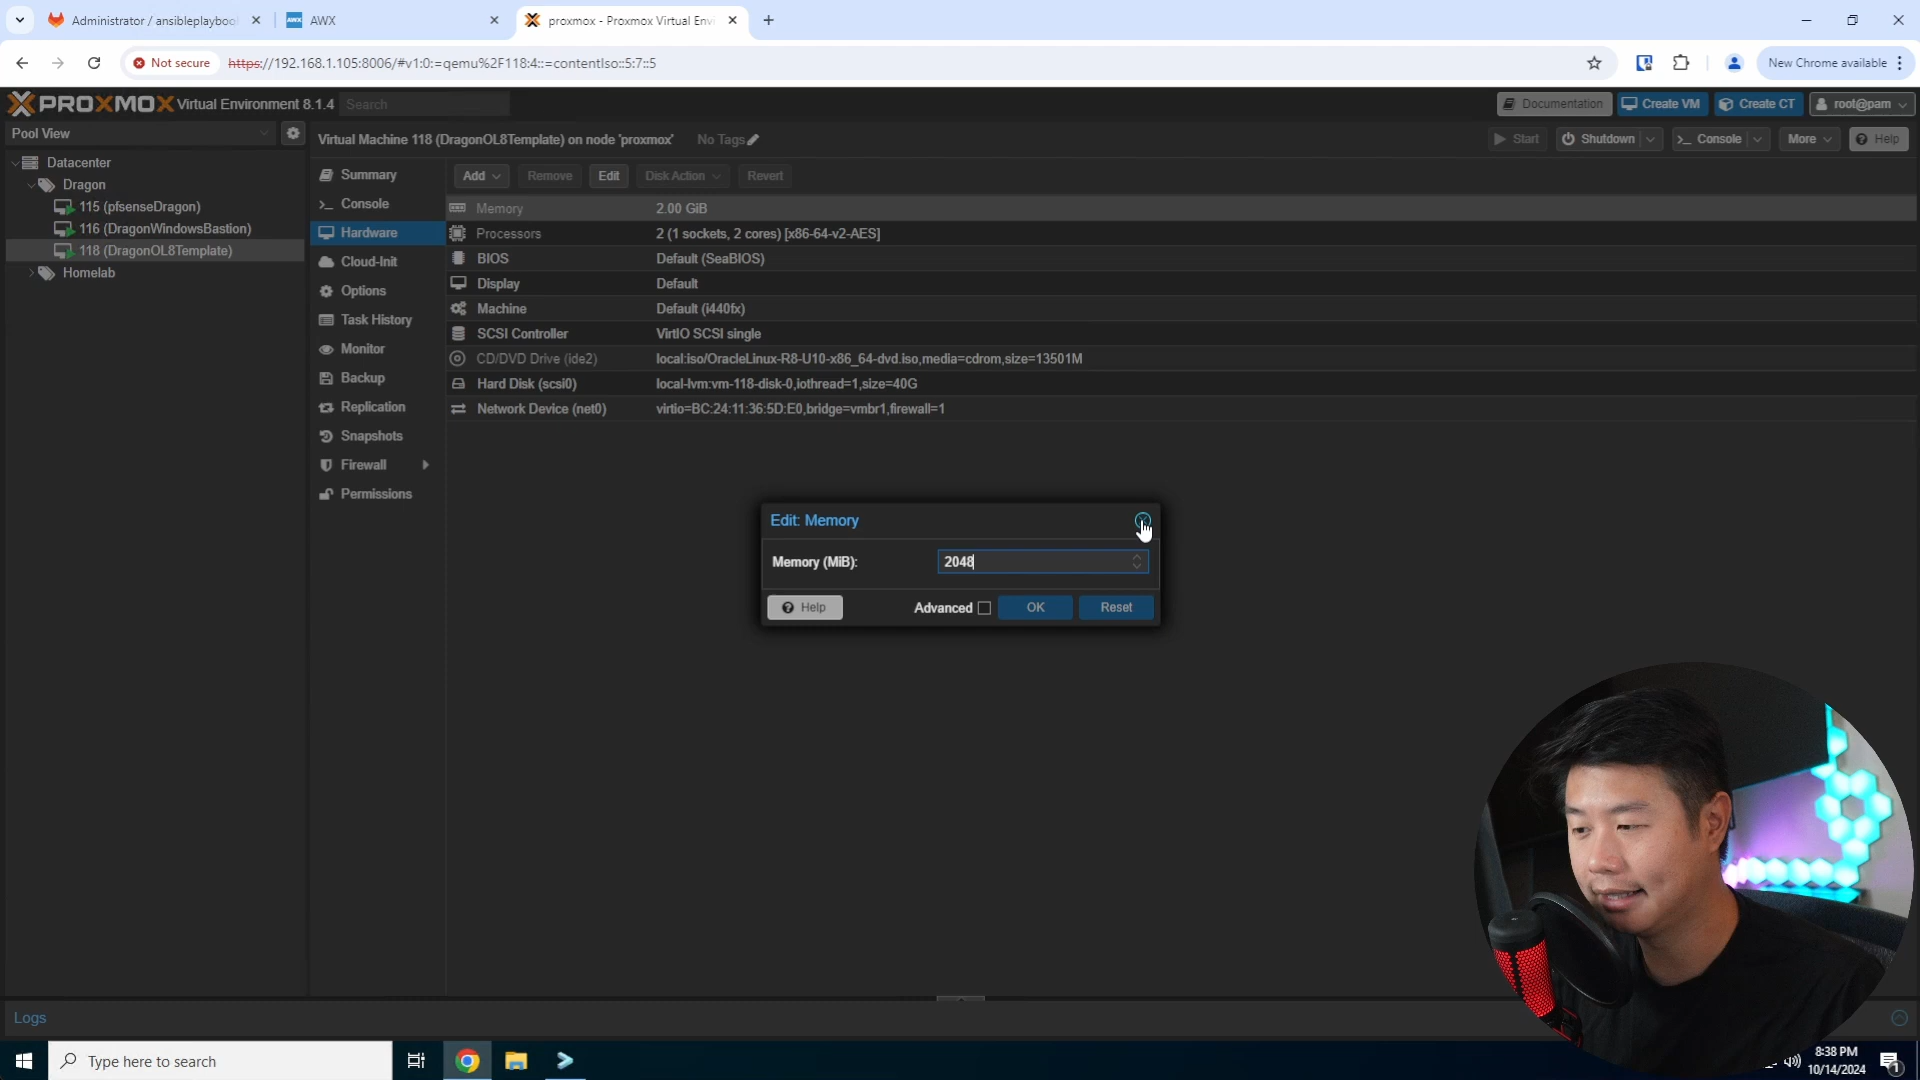 Administrator / ansibleplayboo
AWX
AWX
proxmox - Proxmox Virtual Envi
Not secure
https://192.168.1.105:8006/#v1:0:=qemu%2F118:4::=contentIso::5:7::5
New Chrome available
PROXMOX Virtual Environment 8.1.4
Search
Documentation
Create VM
Create CT
root@pam
Pool View
Virtual Machine 118 (DragonOL8Template) on node 'proxmox'
No Tags
Start
Shutdown
Console
More
Help
Datacenter
Dragon
115 (pfsenseDragon)
116 (DragonWindowsBastion)
118 (DragonOL8Template)
Homelab
Summary
Console
Hardware
Cloud-Init
Options
Task History
Monitor
Backup
Replication
Snapshots
Firewall
Permissions
Add
Remove
Edit
Disk Action
Revert
Memory 2.00 GiB
Processors 2 (1 sockets, 2 cores) [x86-64-v2-AES]
BIOS Default (SeaBIOS)
Display Default
Machine Default (i440fx)
SCSI Controller VirtIO SCSI single
CD/DVD Drive (ide2) local:iso/OracleLinux-R8-U10-x86_64-dvd.iso,media=cdrom,size=13501M
Hard Disk (scsi0) local-lvm:vm-118-disk-0,iothread=1,size=40G
Network Device (net0) virtio=BC:24:11:36:5D:E0,bridge=vmbr1,firewall=1
Edit: Memory
Memory (MiB): 2048
Help
Advanced
OK
Reset
Logs
Type here to search
8:38 PM
10/14/2024
1